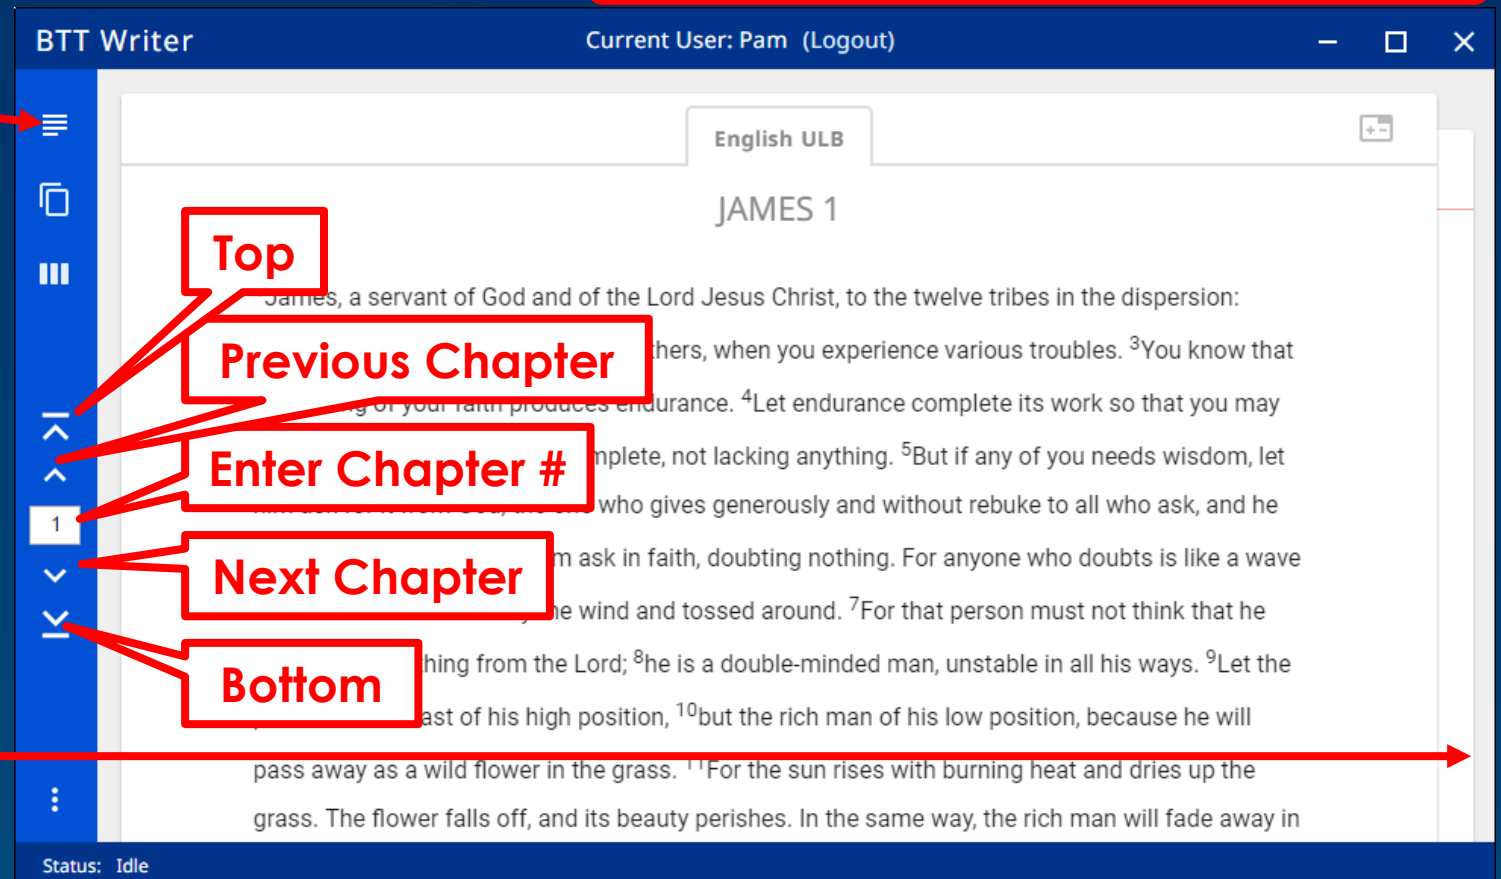 BTT Writer
Current User: Pam (Logout)
English ULB
JAMES 1
Top
James, a servant of God and of the Lord Jesus Christ, to the twelve tribes in the dispersion:
Previous Chapter
when you experience various troubles. 3You know that
of your faith produces endurance. 4Let endurance complete its work so that you may
Enter Chapter #
not lacking anything. 5But if any of you needs wisdom, let
who gives generously and without rebuke to all who ask, and he
1
ask in faith, doubting nothing. For anyone who doubts is like a wave
Next Chapter
wind and tossed around. 7For that person must not think that he
from the Lord; 8he is a double-minded man, unstable in all his ways. 9Let the
Bottom
of his high position, 10but the rich man of his low position, because he will
pass away as a wild flower in the grass. 11For the sun rises with burning heat and dries up the
grass. The flower falls off, and its beauty perishes. In the same way, the rich man will fade away in
Status: Idle